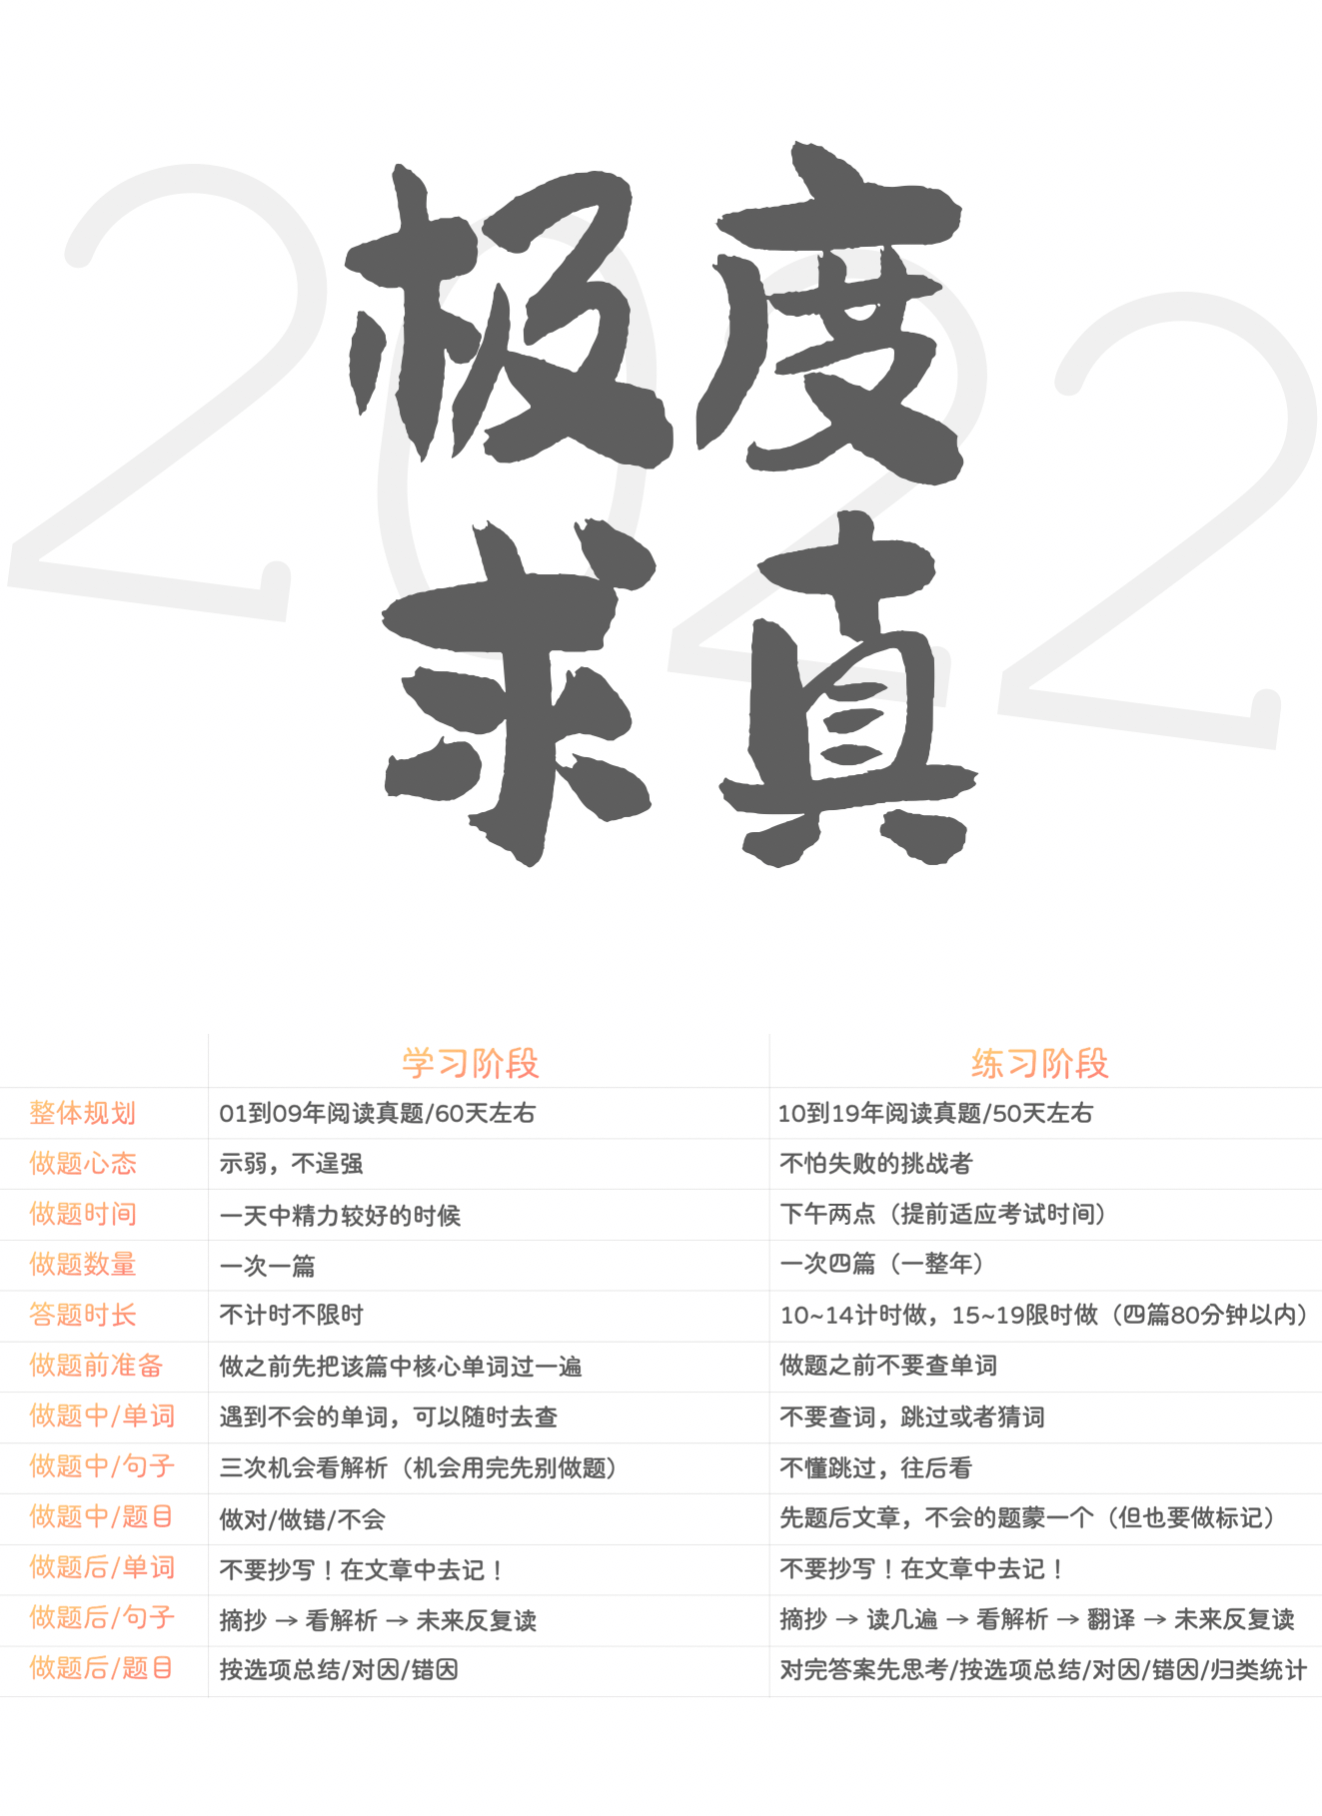 2022
极度
求真
学习阶段 练习阶段
整体规划 01到09年阅读真题/60天左右 10到19年阅读真题/50天左右
做题心态 示弱，不逞强 不怕失败的挑战者
做题时间 一天中精力较好的时候 下午两点（提前适应考试时间）
做题数量 一次一篇 一次四篇（一整年）
答题时长 不计时不限时 10~14计时做，15~19限时做（四篇80分钟以内）
做题前准备 做之前先把该篇中核心单词过一遍 做题之前不要查单词
做题中/单词 遇到不会的单词，可以随时去查 不要查词，跳过或者猜词
做题中/句子 三次机会看解析（机会用完先别做题） 不懂跳过，往后看
做题中/题目 做对/做错/不会 先题后文章，不会的题蒙一个（但也要做标记）
做题后/单词 不要抄写！在文章中去记！ 不要抄写！在文章中去记！
做题后/句子 摘抄 → 看解析 → 未来反复读 摘抄 → 读几遍 → 看解析 → 翻译 → 未来反复读
做题后/题目 按选项总结/对因/错因 对完答案先思考/按选项总结/对因/错因/归类统计